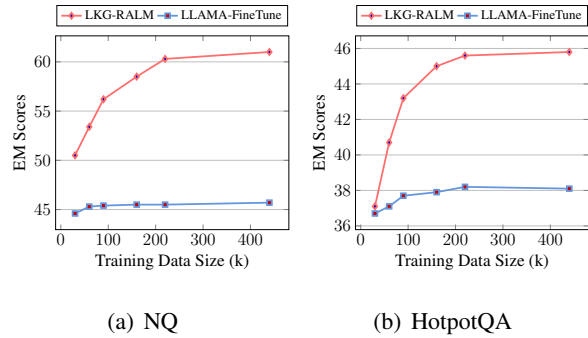 LKG-RALM LLAMA-FineTune
60
55
50
45
EM Scores
0 100 200 300 400
Training Data Size (k)
(a) NQ
LKG-RALM LLAMA-FineTune
46
44
42
40
38
36
EM Scores
0 100 200 300 400
Training Data Size (k)
(b) HotpotQA